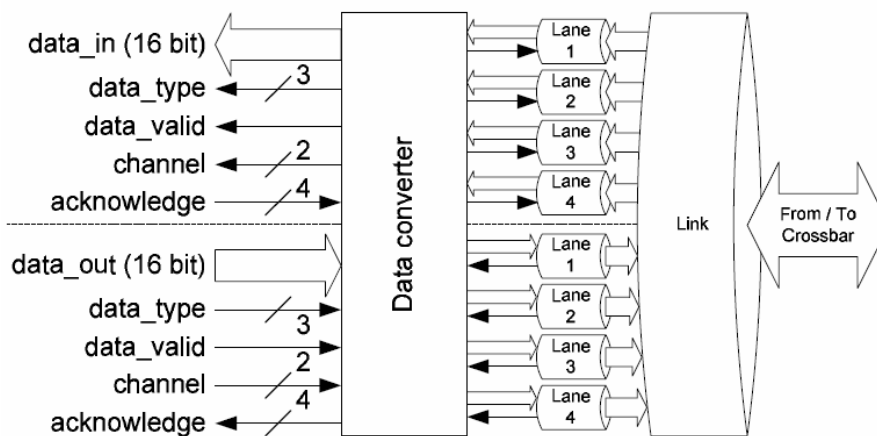 data_in (16 bit)
data_type
3
data_valid
channel
2
acknowledge
4
data_out (16 bit)
data_type
3
data_valid
channel
2
acknowledge
4
Data converter
Lane
1
Lane
2
Lane
3
Lane
4
Lane
1
Lane
2
Lane
3
Lane
4
Link
From / To
Crossbar